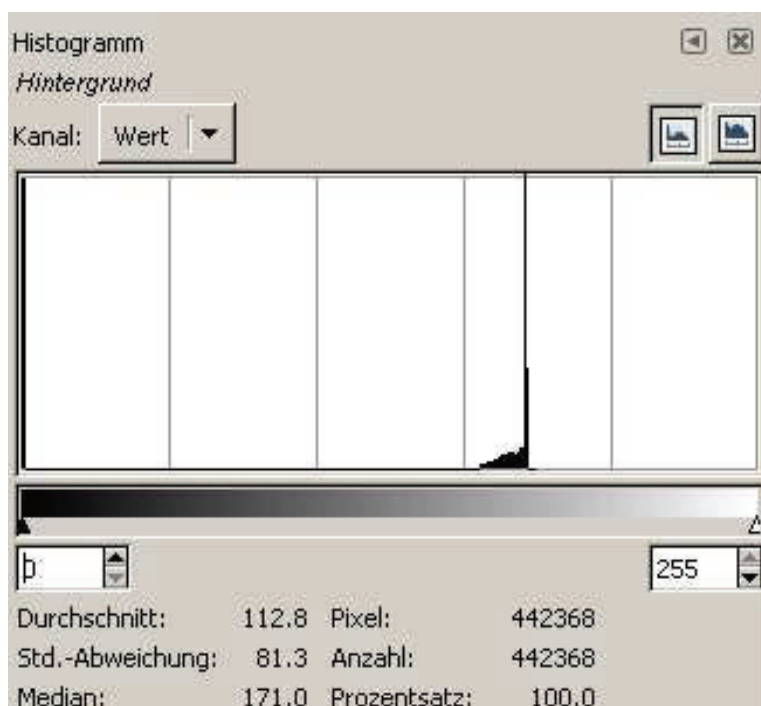 Histogramm
Hintergrund
Kanal: Wert
0 255
Durchschnitt: 112.8 Pixel: 442368
Std.-Abweichung: 81.3 Anzahl: 442368
Median: 171.0 Prozentsatz: 100.0